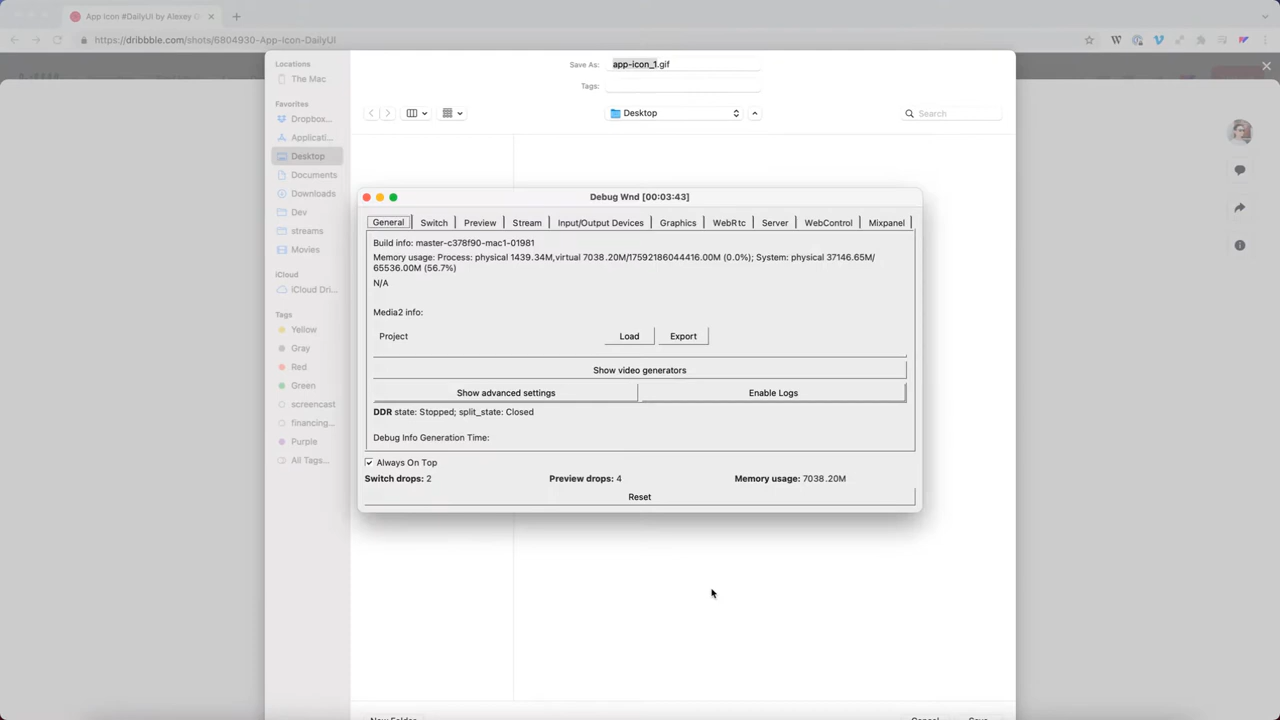 App Icon #DailyUI by Alexey
https://dribbble.com/shots/6804930-App-Icon-DailyUI
Locations
The Mac
Favorites
Dropbox...
Applicati...
Desktop
Documents
Downloads
Dev
streams
Movies
iCloud
iCloud Dri...
Tags
Yellow
Gray
Red
Green
screencast
financing...
Purple
All Tags...
Save As: app-icon_1.gif
Tags:
Desktop
Search
Debug Wnd [00:03:43]
General Switch Preview Stream Input/Output Devices Graphics WebRtc Server WebControl Mixpanel
Build info: master-c378f90-mac1-01981
Memory usage: Process: physical 1439.34M,virtual 7038.20M/17592186044416.00M (0.0%); System: physical 37146.65M/
65536.00M (56.7%)
N/A
Media2 info:
Project Load Export
Show video generators
Show advanced settings Enable Logs
DDR state: Stopped; split_state: Closed
Debug Info Generation Time:
Always On Top
Switch drops: 2 Preview drops: 4 Memory usage: 7038.20M
Reset
New Folder Cancel Save